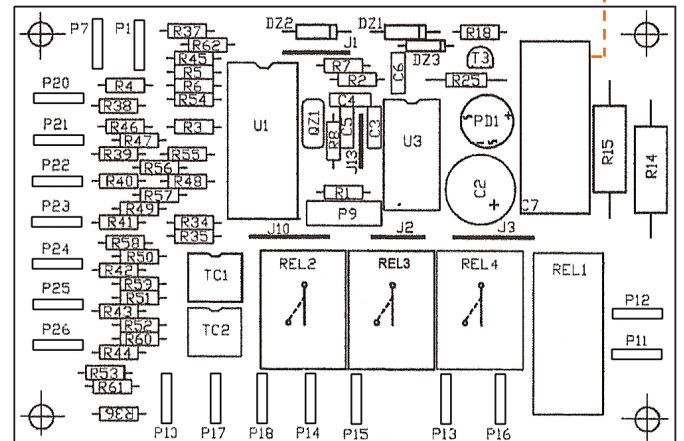 P7
P1
R37
R62
R45
R5
R6
R54
DZ2
J1
DZ1
DZ3
R18
T3
R7
R2
C6
R25
P20
R4
R38
P21
R46
R47
R3
R39
R55
R56
P22
R40
R48
R57
R49
P23
R41
R34
R35
U1
QZ1
C4
R8
C5
C3
J13
U3
PD1
C2
C7
R15
R14
R1
P9
J10
J2
J3
R58
R50
P24
R42
R59
R51
P25
R43
R52
R60
P26
R44
TC1
TC2
REL2
REL3
REL4
REL1
P12
P11
R53
R61
R36
P10
P17
P18
P14
P15
P13
P16